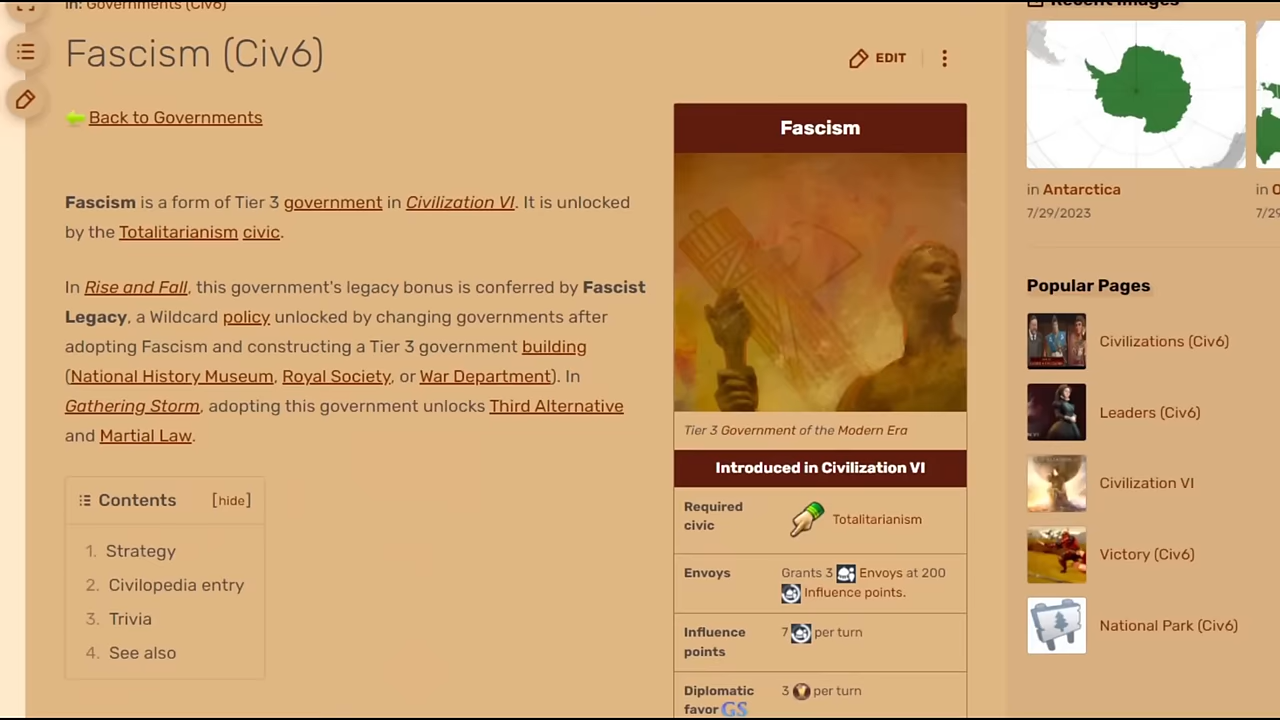 in: Governments (Civ6)
Fascism (Civ6)
EDIT
Back to Governments
Fascism is a form of Tier 3 government in Civilization VI. It is unlocked
by the Totalitarianism civic.
In Rise and Fall, this government's legacy bonus is conferred by Fascist
Legacy, a Wildcard policy unlocked by changing governments after
adopting Fascism and constructing a Tier 3 government building
(National History Museum, Royal Society, or War Department). In
Gathering Storm, adopting this government unlocks Third Alternative
and Martial Law.
Contents [hide]
1. Strategy
2. Civilopedia entry
3. Trivia
4. See also
Fascism
Tier 3 Government of the Modern Era
Introduced in Civilization VI
Required
civic
Totalitarianism
Envoys
Grants 3 Envoys at 200
Influence points.
Influence
points
7 per turn
Diplomatic
favor GS
3 per turn
Recent Images
in Antarctica
7/29/2023
in O
7/29
Popular Pages
Civilizations (Civ6)
Leaders (Civ6)
Civilization VI
Victory (Civ6)
National Park (Civ6)